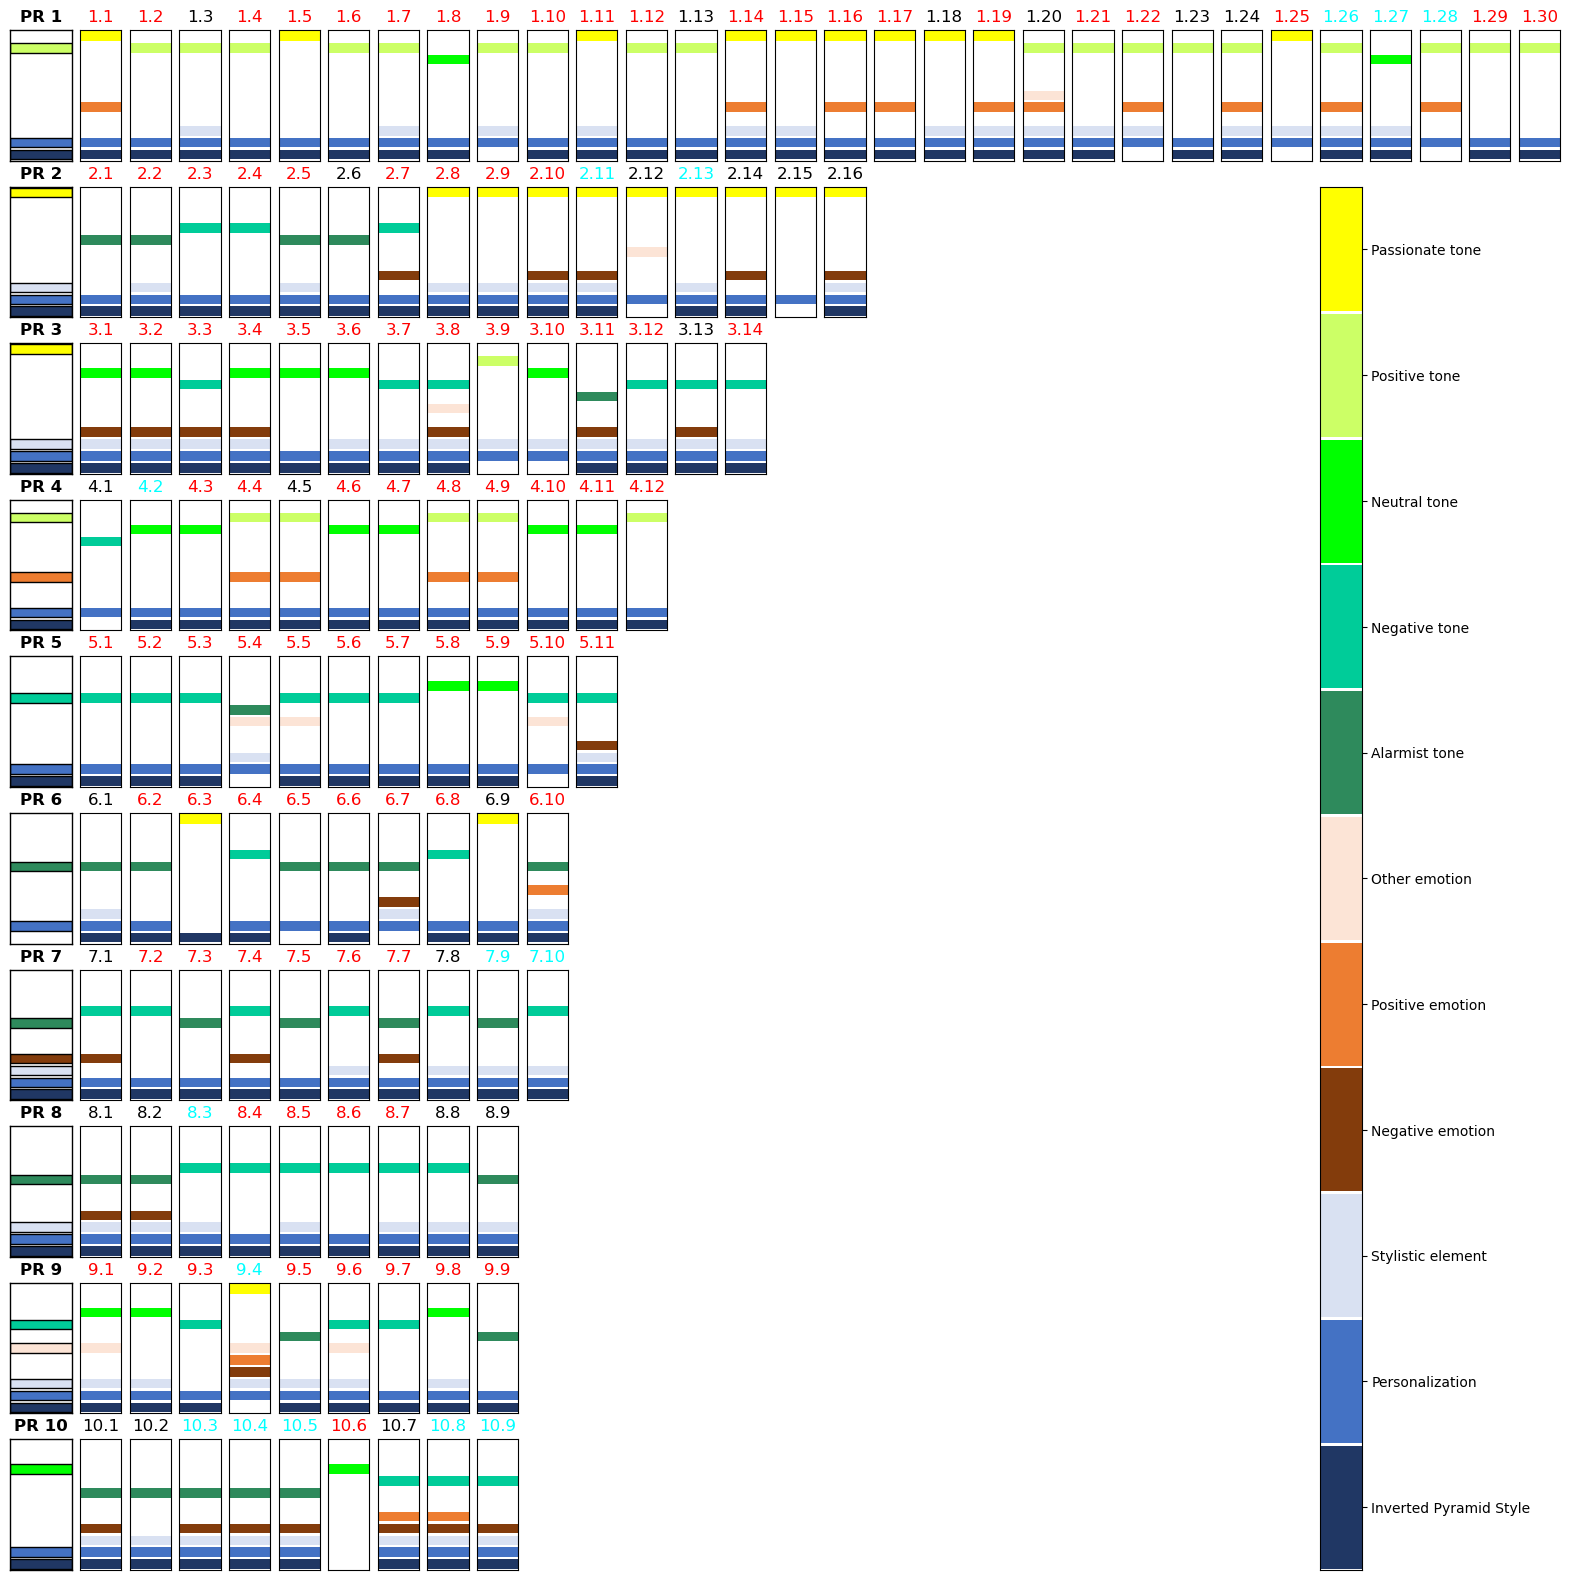 PR 1 1.1 1.2 1.3 1.4 1.5 1.6 1.7 1.8 1.9 1.10 1.11 1.12 1.13 1.14 1.15 1.16 1.17 1.18 1.19 1.20 1.21 1.22 1.23 1.24 1.25 1.26 1.27 1.28 1.29 1.30
PR 2 2.1 2.2 2.3 2.4 2.5 2.6 2.7 2.8 2.9 2.10 2.11 2.12 2.13 2.14 2.15 2.16
PR 3 3.1 3.2 3.3 3.4 3.5 3.6 3.7 3.8 3.9 3.10 3.11 3.12 3.13 3.14
PR 4 4.1 4.2 4.3 4.4 4.5 4.6 4.7 4.8 4.9 4.10 4.11 4.12
PR 5 5.1 5.2 5.3 5.4 5.5 5.6 5.7 5.8 5.9 5.10 5.11
PR 6 6.1 6.2 6.3 6.4 6.5 6.6 6.7 6.8 6.9 6.10
PR 7 7.1 7.2 7.3 7.4 7.5 7.6 7.7 7.8 7.9 7.10
PR 8 8.1 8.2 8.3 8.4 8.5 8.6 8.7 8.8 8.9
PR 9 9.1 9.2 9.3 9.4 9.5 9.6 9.7 9.8 9.9
PR 10 10.1 10.2 10.3 10.4 10.5 10.6 10.7 10.8 10.9
Passionate tone
Positive tone
Neutral tone
Negative tone
Alarmist tone
Other emotion
Positive emotion
Negative emotion
Stylistic element
Personalization
Inverted Pyramid Style